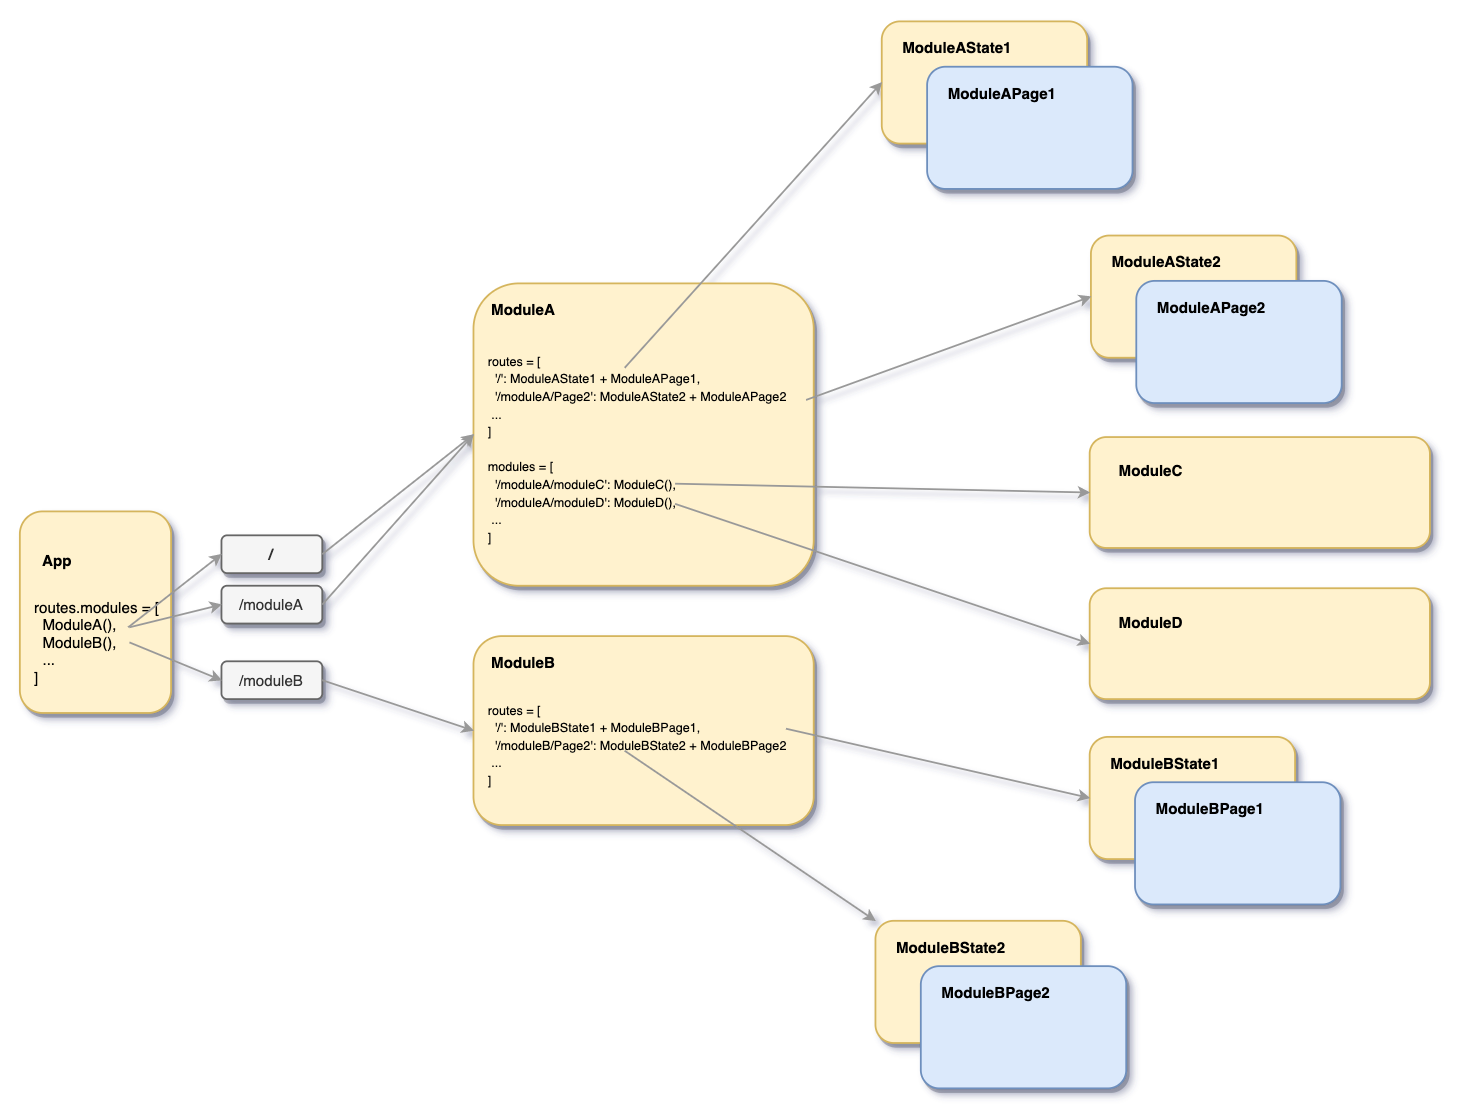 App
routes.modules = [
ModuleA(),
ModuleB(),
...
]
/
/moduleA
/moduleB
ModuleA
routes = [
'/': ModuleAState1 + ModuleAPage1,
'/moduleA/Page2': ModuleAState2 + ModuleAPage2
...
]
modules = [
'/moduleA/moduleC': ModuleC(),
'/moduleA/moduleD': ModuleD(),
...
]
ModuleB
routes = [
'/': ModuleBState1 + ModuleBPage1,
'/moduleB/Page2': ModuleBState2 + ModuleBPage2
...
]
ModuleAState1
ModuleAPage1
ModuleAState2
ModuleAPage2
ModuleC
ModuleD
ModuleBState1
ModuleBPage1
ModuleBState2
ModuleBPage2